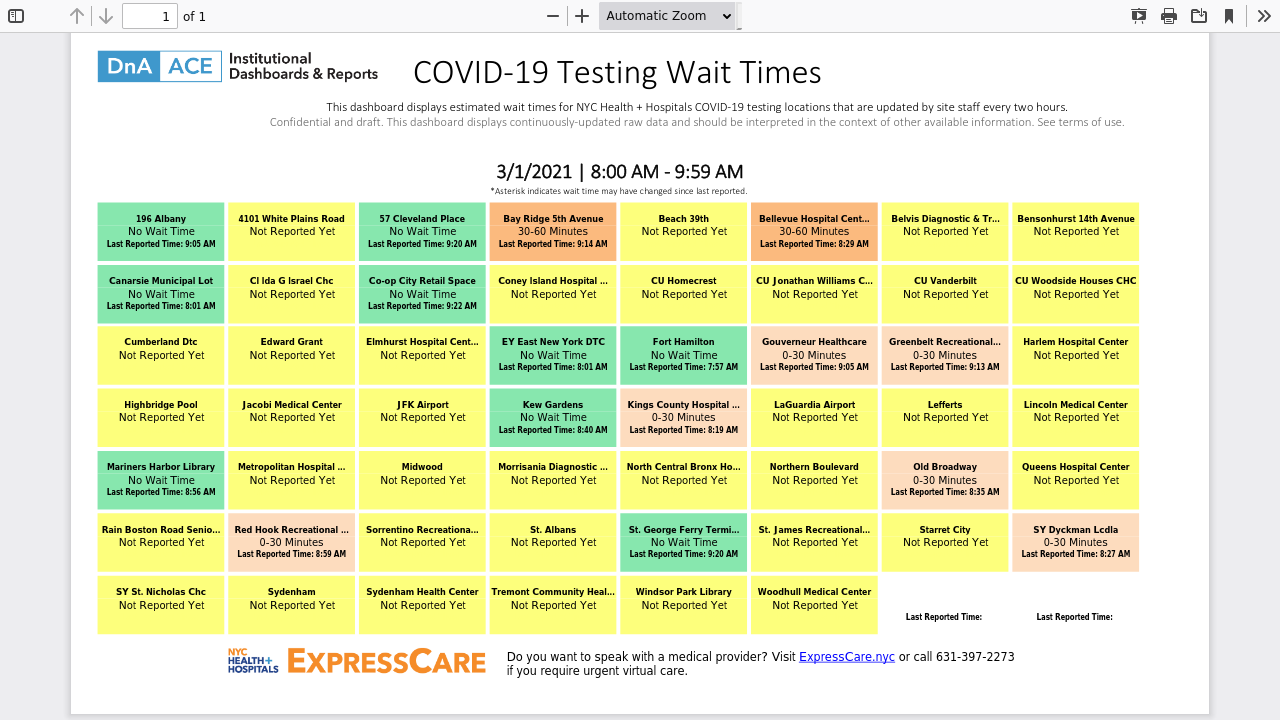 1 of 1 Automatic Zoom
DnA ACE Institutional Dashboards & Reports
COVID-19 Testing Wait Times
This dashboard displays estimated wait times for NYC Health + Hospitals COVID-19 testing locations that are updated by site staff every two hours.
Confidential and draft. This dashboard displays continuously-updated raw data and should be interpreted in the context of other available information. See terms of use.
3/1/2021 | 8:00 AM - 9:59 AM
*Asterisk indicates wait time may have changed since last reported.
196 Albany
No Wait Time
Last Reported Time: 9:05 AM
4101 White Plains Road
Not Reported Yet
57 Cleveland Place
No Wait Time
Last Reported Time: 9:20 AM
Bay Ridge 5th Avenue
30-60 Minutes
Last Reported Time: 9:14 AM
Beach 39th
Not Reported Yet
Bellevue Hospital Cent...
30-60 Minutes
Last Reported Time: 8:29 AM
Belvis Diagnostic & Tr...
Not Reported Yet
Bensonhurst 14th Avenue
Not Reported Yet
Canarsie Municipal Lot
No Wait Time
Last Reported Time: 8:01 AM
CI Ida G Israel Chc
Not Reported Yet
Co-op City Retail Space
No Wait Time
Last Reported Time: 9:22 AM
Coney Island Hospital ...
Not Reported Yet
CU Homecrest
Not Reported Yet
CU Jonathan Williams C...
Not Reported Yet
CU Vanderbilt
Not Reported Yet
CU Woodside Houses CHC
Not Reported Yet
Cumberland Dtc
Not Reported Yet
Edward Grant
Not Reported Yet
Elmhurst Hospital Cent...
Not Reported Yet
EY East New York DTC
No Wait Time
Last Reported Time: 8:01 AM
Fort Hamilton
No Wait Time
Last Reported Time: 7:57 AM
Gouverneur Healthcare
0-30 Minutes
Last Reported Time: 9:05 AM
Greenbelt Recreational...
0-30 Minutes
Last Reported Time: 9:13 AM
Harlem Hospital Center
Not Reported Yet
Highbridge Pool
Not Reported Yet
Jacobi Medical Center
Not Reported Yet
JFK Airport
Not Reported Yet
Kew Gardens
No Wait Time
Last Reported Time: 8:40 AM
Kings County Hospital ...
0-30 Minutes
Last Reported Time: 8:19 AM
LaGuardia Airport
Not Reported Yet
Lefferts
Not Reported Yet
Lincoln Medical Center
Not Reported Yet
Mariners Harbor Library
No Wait Time
Last Reported Time: 8:56 AM
Metropolitan Hospital ...
Not Reported Yet
Midwood
Not Reported Yet
Morrisania Diagnostic ...
Not Reported Yet
North Central Bronx Ho...
Not Reported Yet
Northern Boulevard
Not Reported Yet
Old Broadway
0-30 Minutes
Last Reported Time: 8:35 AM
Queens Hospital Center
Not Reported Yet
Rain Boston Road Senio...
Not Reported Yet
Red Hook Recreational ...
0-30 Minutes
Last Reported Time: 8:59 AM
Sorrentino Recreationa...
Not Reported Yet
St. Albans
Not Reported Yet
St. George Ferry Termi...
No Wait Time
Last Reported Time: 9:20 AM
St. James Recreational...
Not Reported Yet
Starret City
Not Reported Yet
SY Dyckman Lcdla
0-30 Minutes
Last Reported Time: 8:27 AM
SY St. Nicholas Chc
Not Reported Yet
Sydenham
Not Reported Yet
Sydenham Health Center
Not Reported Yet
Tremont Community Heal...
Not Reported Yet
Windsor Park Library
Not Reported Yet
Woodhull Medical Center
Not Reported Yet
Last Reported Time:
Last Reported Time:
NYC HEALTH+ HOSPITALS
EXPRESSCARE
Do you want to speak with a medical provider? Visit ExpressCare.nyc or call 631-397-2273
if you require urgent virtual care.